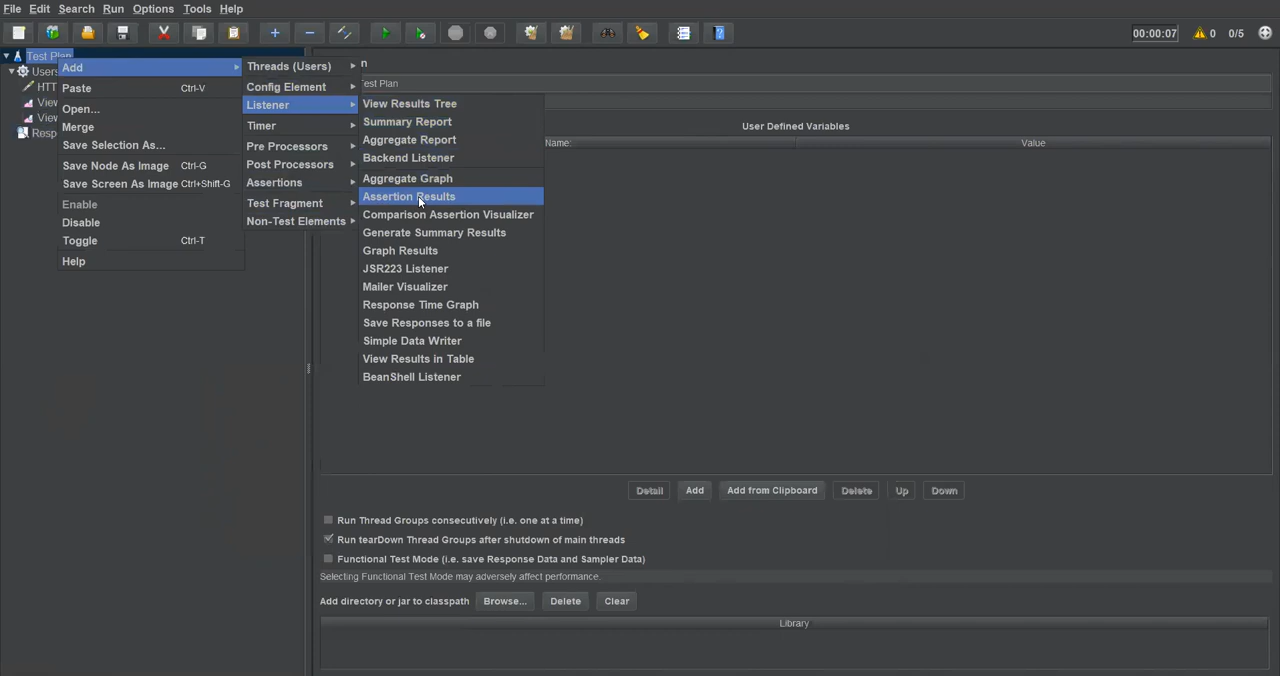 File Edit Search Run Options Tools Help
00:00:07 0 0/5
Test Plan
Users
HTT
View
View
Resp
Add
Paste Ctrl-V
Open...
Merge
Save Selection As...
Save Node As Image Ctrl-G
Save Screen As Image Ctrl+Shift-G
Enable
Disable
Toggle Ctrl-T
Help
Threads (Users)
Config Element
Listener
Timer
Pre Processors
Post Processors
Assertions
Test Fragment
Non-Test Elements
View Results Tree
Summary Report
Aggregate Report
Backend Listener
Aggregate Graph
Assertion Results
Comparison Assertion Visualizer
Generate Summary Results
Graph Results
JSR223 Listener
Mailer Visualizer
Response Time Graph
Save Responses to a file
Simple Data Writer
View Results in Table
BeanShell Listener
n
Test Plan
User Defined Variables
Name: Value
Detail Add Add from Clipboard Delete Up Down
Run Thread Groups consecutively (i.e. one at a time)
Run tearDown Thread Groups after shutdown of main threads
Functional Test Mode (i.e. save Response Data and Sampler Data)
Selecting Functional Test Mode may adversely affect performance.
Add directory or jar to classpath Browse... Delete Clear
Library